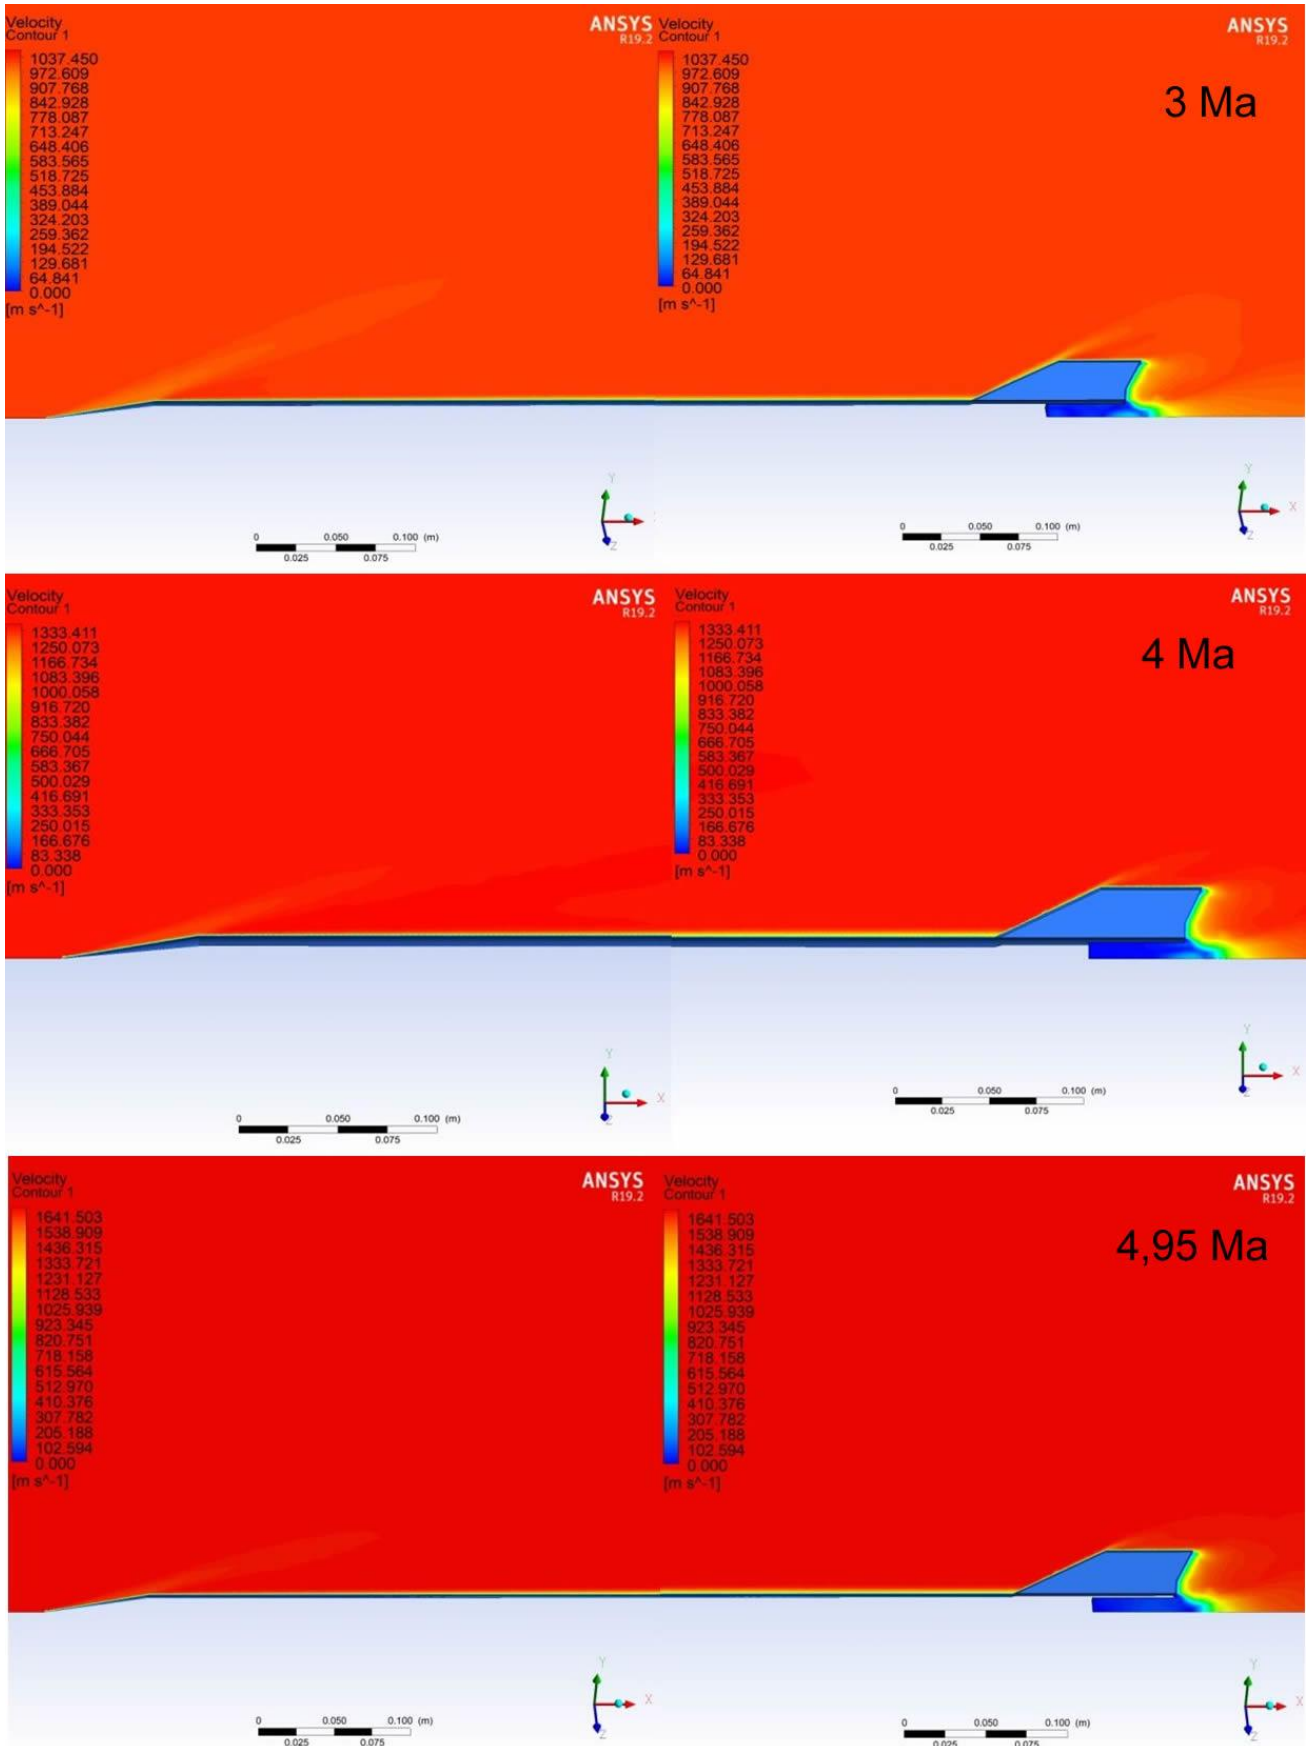 Velocity
Contour 1
1037.450
972.609
907.768
842.928
778.087
713.247
648.406
583.565
518.725
453.884
389.044
324.203
259.362
194.522
129.681
64.841
0.000
[m s^-1]
ANSYS
R19.2
Y
Z
0 0.050 0.100 (m)
0.025 0.075
Velocity
Contour 1
1037.450
972.609
907.768
842.928
778.087
713.247
648.406
583.565
518.725
453.884
389.044
324.203
259.362
194.522
129.681
64.841
0.000
[m s^-1]
ANSYS
R19.2
3 Ma
Y
X
Z
0 0.050 0.100 (m)
0.025 0.075
Velocity
Contour 1
1333.411
1250.073
1166.734
1083.396
1000.058
916.720
833.382
750.044
666.705
583.367
500.029
416.691
333.353
250.015
166.676
83.338
0.000
[m s^-1]
ANSYS
R19.2
Y
X
Z
0 0.050 0.100 (m)
0.025 0.075
Velocity
Contour 1
1333.411
1250.073
1166.734
1083.396
1000.058
916.720
833.382
750.044
666.705
583.367
500.029
416.691
333.353
250.015
166.676
83.338
0.000
[m s^-1]
ANSYS
R19.2
4 Ma
Y
X
Z
0 0.050 0.100 (m)
0.025 0.075
Velocity
Contour 1
1641.503
1538.909
1436.315
1333.721
1231.127
1128.533
1025.939
923.345
820.751
718.158
615.564
512.970
410.376
307.782
205.188
102.594
0.000
[m s^-1]
ANSYS
R19.2
Y
X
Z
0 0.050 0.100 (m)
0.025 0.075
Velocity
Contour 1
1641.503
1538.909
1436.315
1333.721
1231.127
1128.533
1025.939
923.345
820.751
718.158
615.564
512.970
410.376
307.782
205.188
102.594
0.000
[m s^-1]
ANSYS
R19.2
4,95 Ma
Y
X
Z
0 0.050 0.100 (m)
0.025 0.075